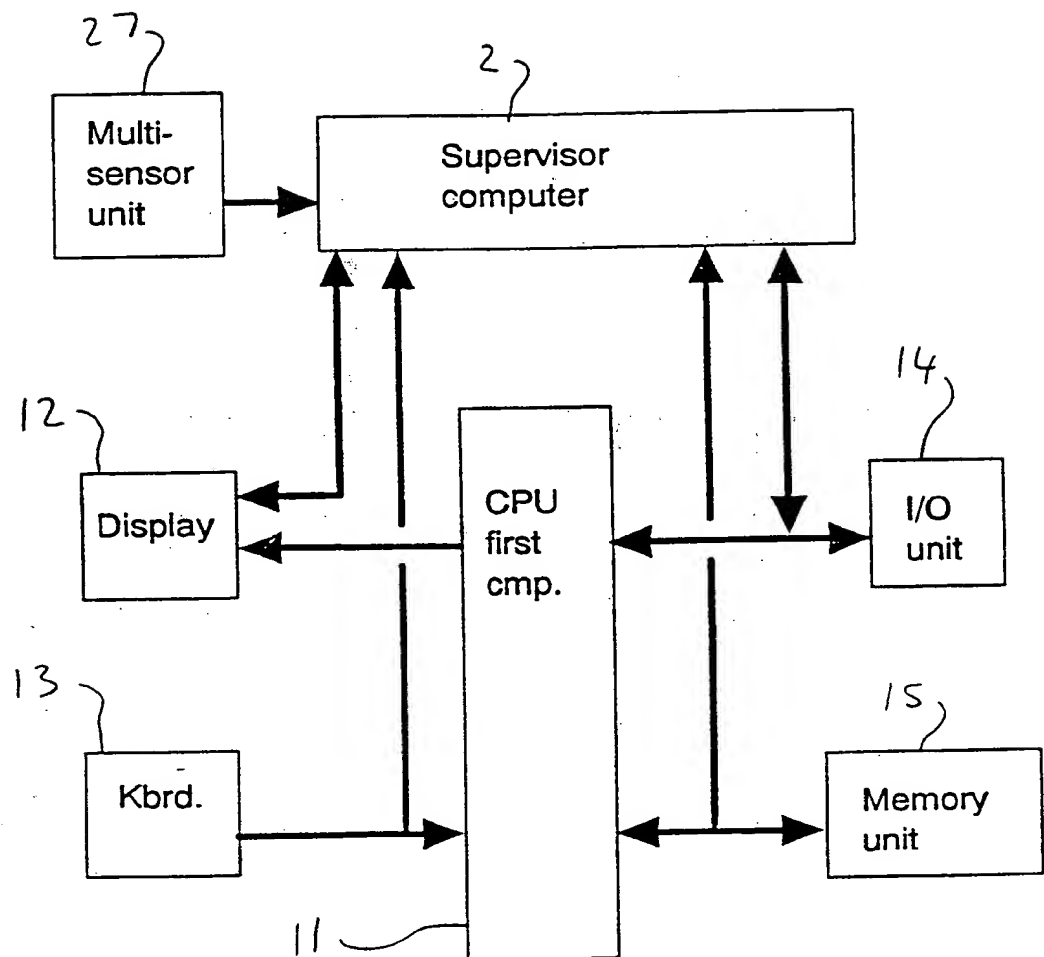 27
2
Multi-
sensor
unit
Supervisor
computer
12
14
Display
CPU
first
cmp.
I/O
unit
13
15
Kbrd.
Memory
unit
11